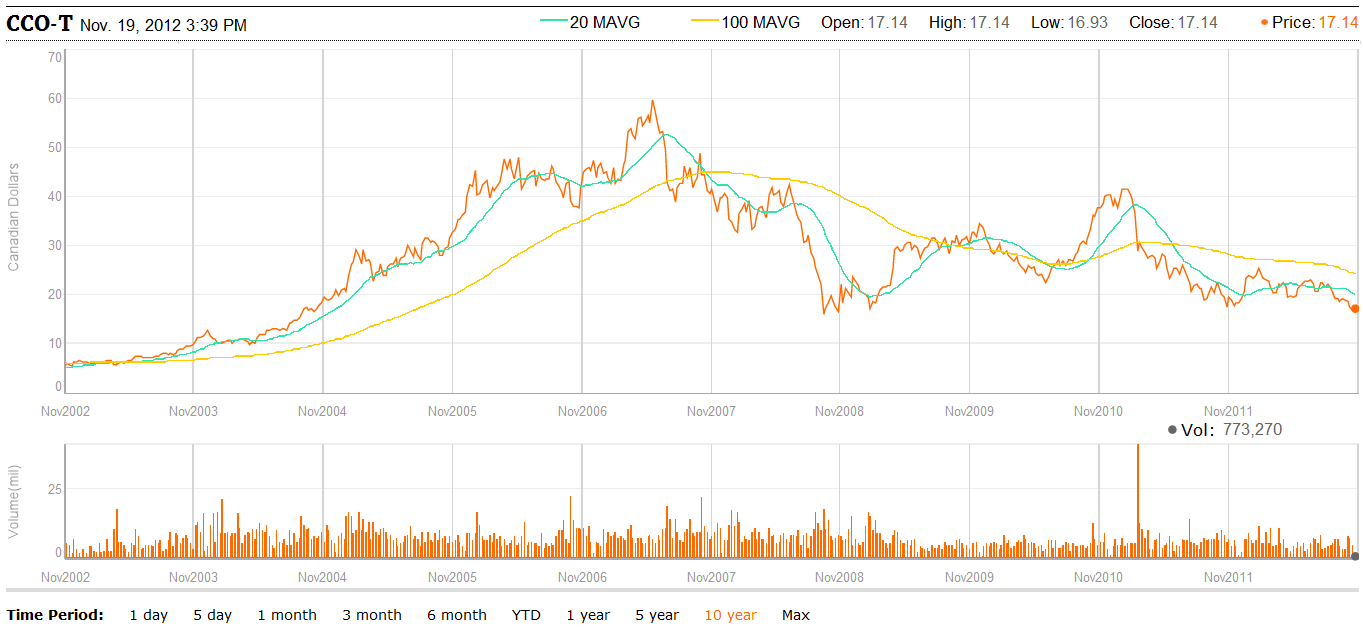 CCO-T Nov. 19, 2012 3:39 PM 20 MAVG 100 MAVG Open: 17.14 High: 17.14 Low: 16.93 Close: 17.14 Price: 17.14
Canadian Dollars
70
60
50
40
30
20
10
0
Nov2002 Nov2003 Nov2004 Nov2005 Nov2006 Nov2007 Nov2008 Nov2009 Nov2010 Nov2011
Vol: 773,270
Volume(mil)
25
0
Nov2002 Nov2003 Nov2004 Nov2005 Nov2006 Nov2007 Nov2008 Nov2009 Nov2010 Nov2011
Time Period: 1 day 5 day 1 month 3 month 6 month YTD 1 year 5 year 10 year Max